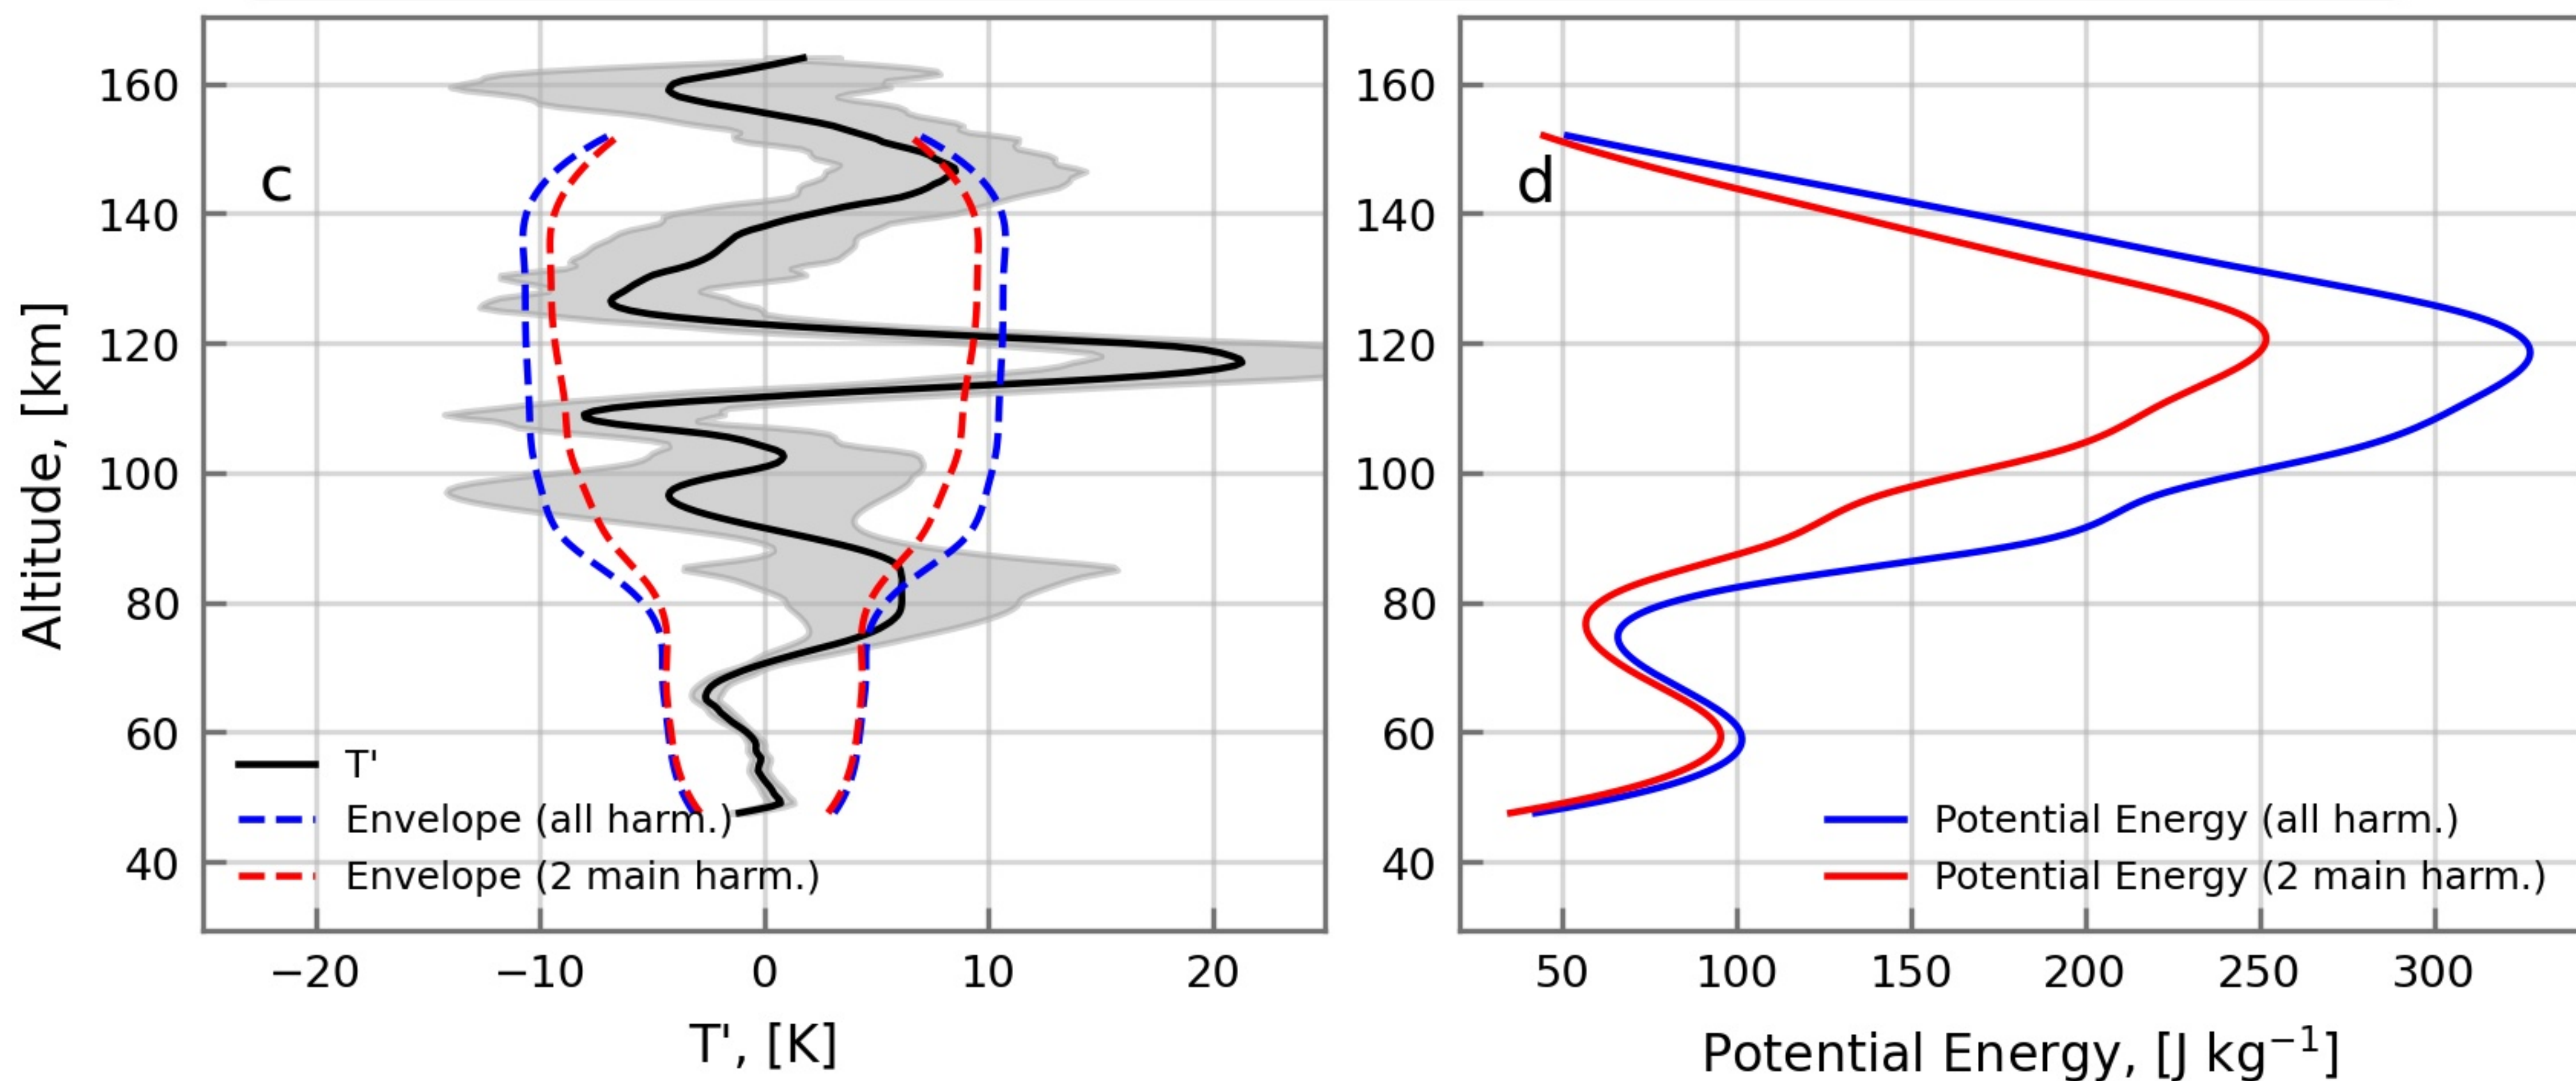 160
140
120
100
80
60
40
Altitude, [km]
c
T'
Envelope (all harm.)
Envelope (2 main harm.)
−20
−10
0
10
20
T', [K]
160
140
120
100
80
60
40
d
Potential Energy (all harm.)
Potential Energy (2 main harm.)
50
100
150
200
250
300
Potential Energy, [J kg⁻¹]